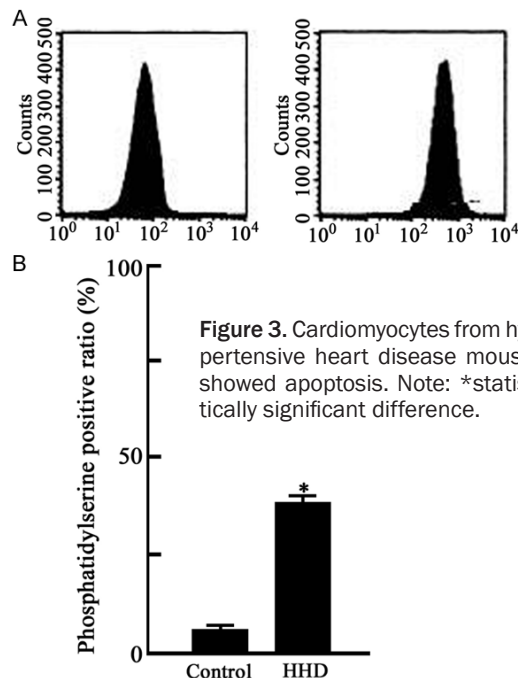 A
500
400
300
200
100
0
Counts
10⁰ 10¹ 10² 10³ 10⁴
500
400
300
200
100
0
Counts
10⁰ 10¹ 10² 10³ 10⁴
B
Phosphatidylserine positive ratio (%)
100
50
0
*
Control HHD
Figure 3. Cardiomyocytes from h
pertensive heart disease mous
showed apoptosis. Note: *statis
tically significant difference.